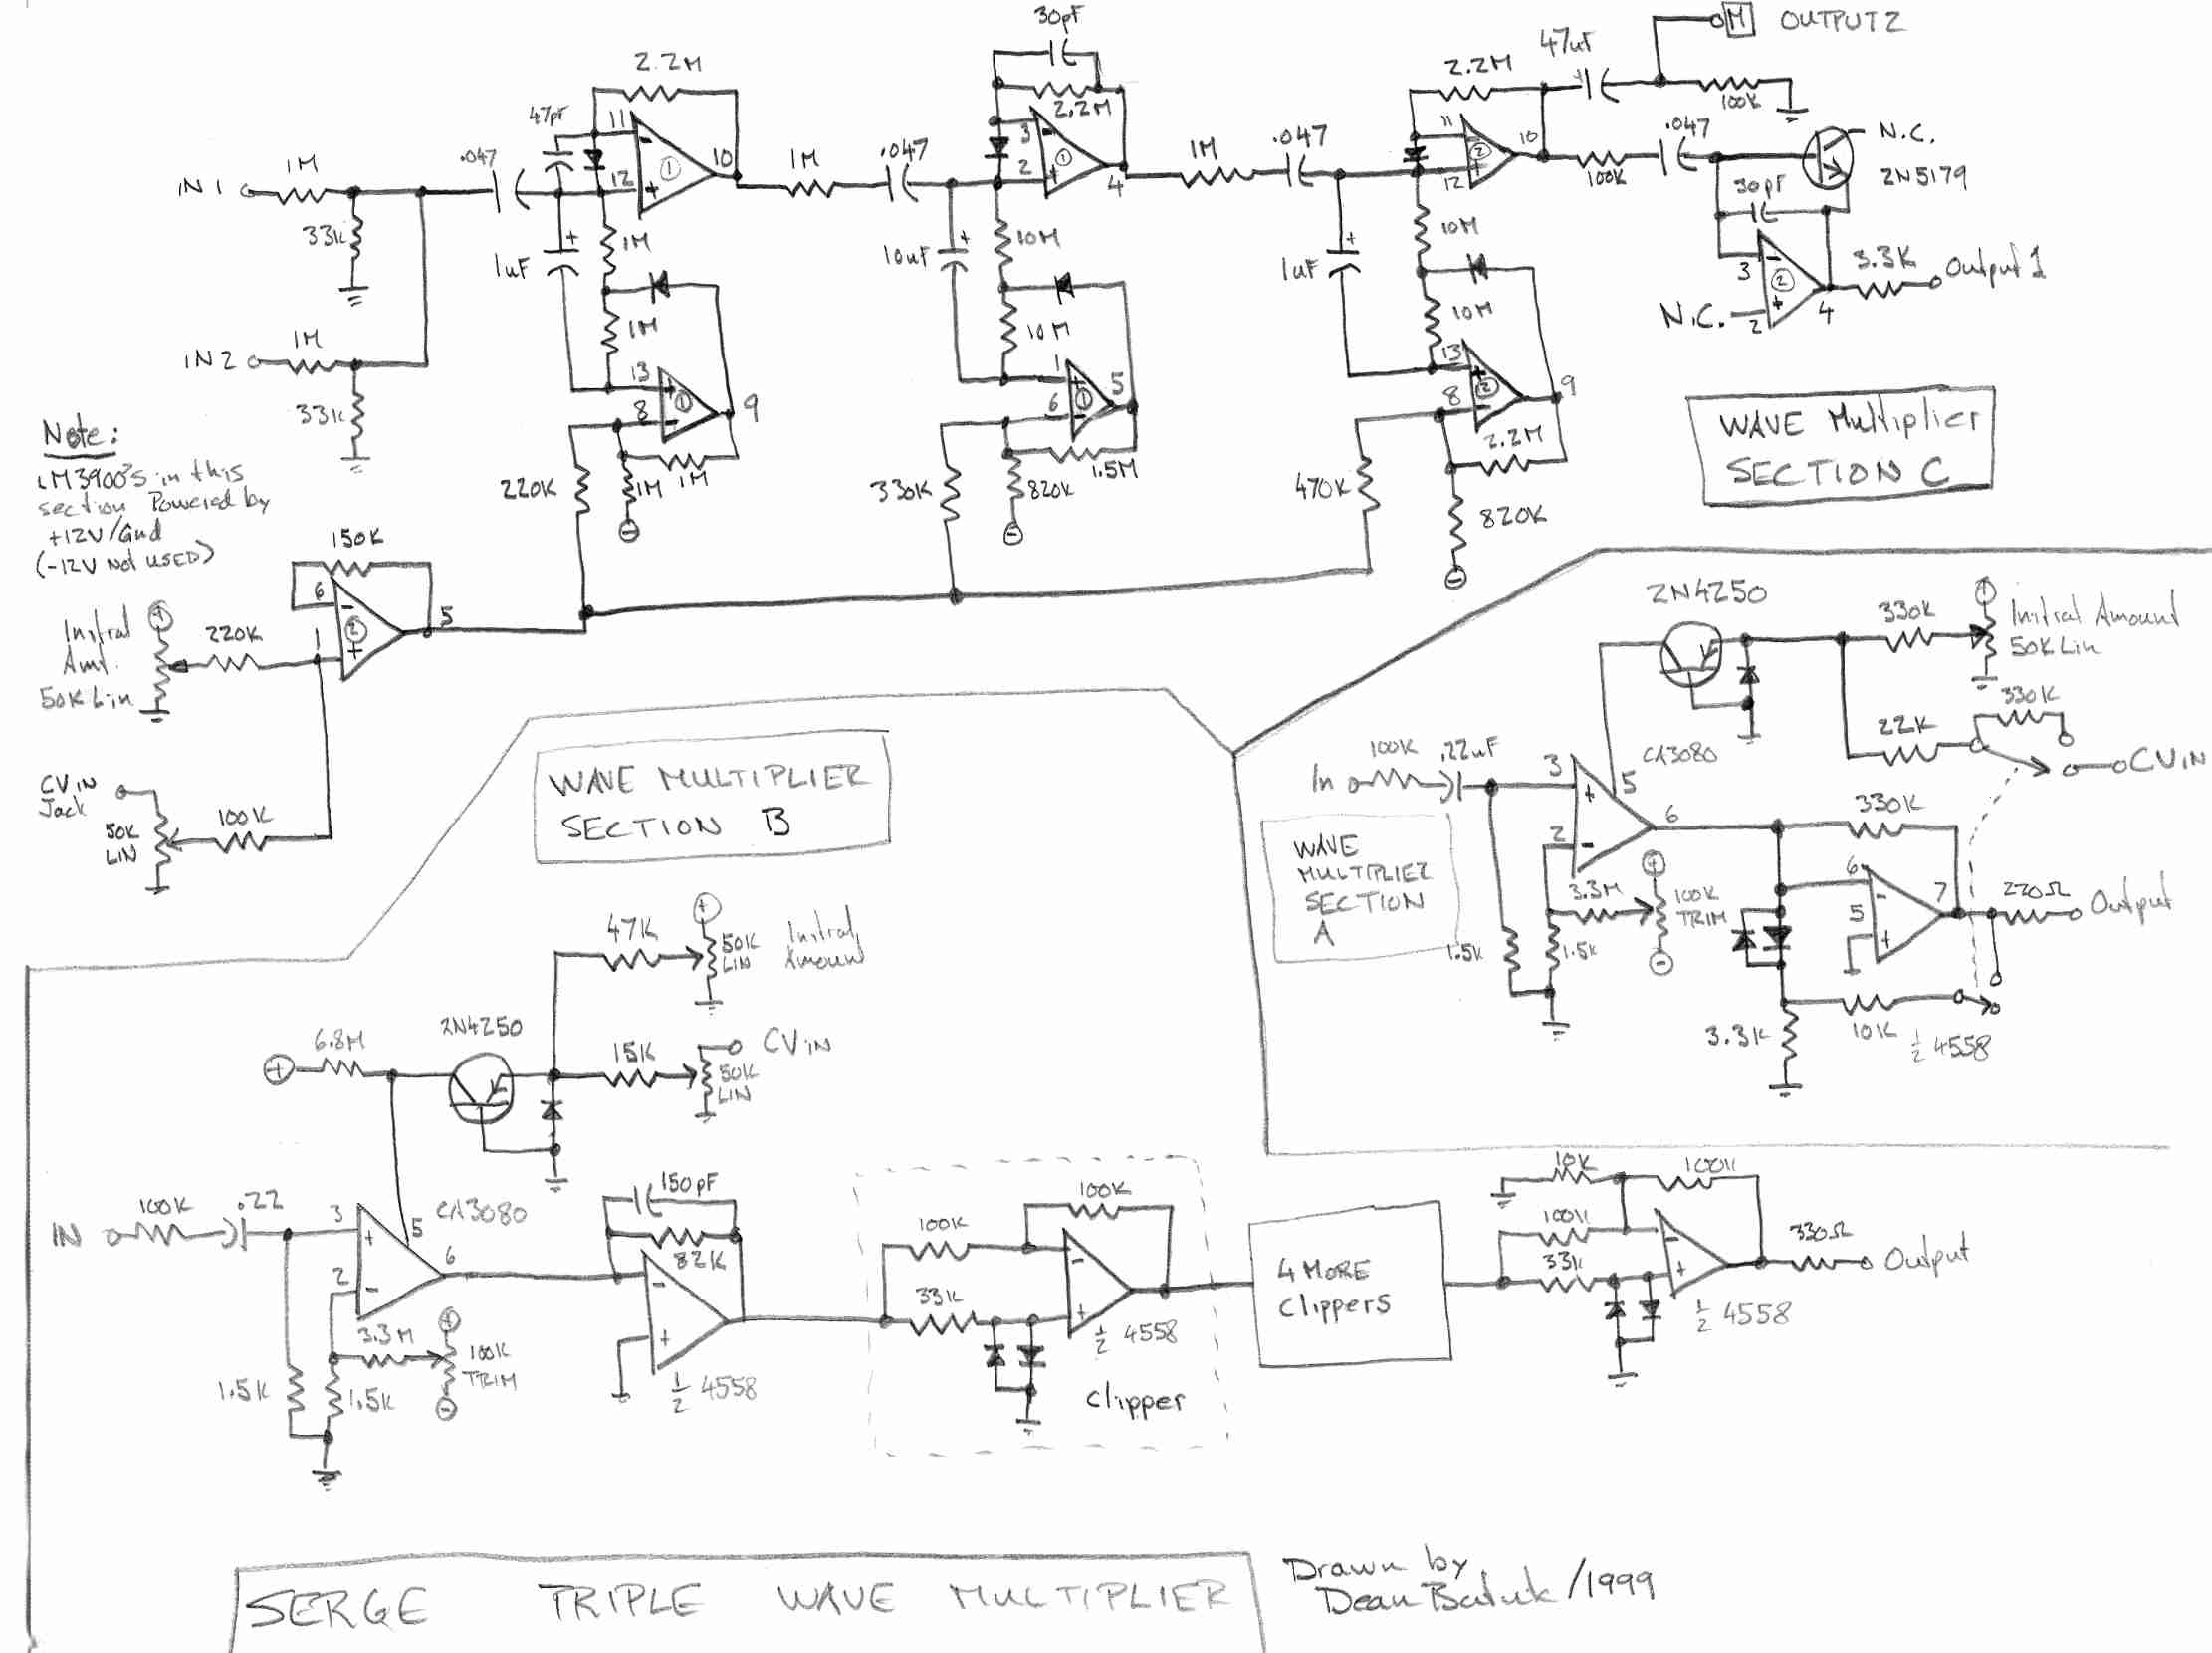 30pF
M OUTPUT 2
2.2M
47uF
2.2M
47pF
11
2.2M
3
11
100K
1M
.047
10
1M
.047
1M
.047
10
.047
N.C.
IN 1
12
1
2
1
4
12
2
100K
2N5179
30pF
33K
1M
10M
10M
1uF
10uF
1uF
3
2
3.3K
Output 1
N.C.
2
4
1M
10M
10M
1M
IN 2
13
1
9
1
1
5
13
2
9
8
6
8
33K
WAVE Multiplier
SECTION C
Note:
LM3900's in this
section Powered by
+12V/Gnd
(-12V Not USED)
220K
1M
1M
330K
820K
1.5M
470K
2.2M
820K
150K
6
2
5
1
Initial
Amt.
50K Lin
220K
CV IN
Jack
50K
LIN
100K
2N4250
330K
Initial Amount
50K Lin
330K
22K
CV IN
WAVE MULTIPLIER
SECTION B
In
100K
.22uF
3
CA3080
5
6
2
330K
WAVE
MULTIPLIER
SECTION
A
3.3M
100K
TRIM
1.5K
1.5K
6
7
5
220Ω
Output
3.3K
10K
½ 4558
47K
50K
LIN
Initial
Amount
2N4250
6.8M
15K
CV IN
50K
LIN
IN
100K
.22
3
CA3080
5
6
2
150pF
82K
3.3M
100K
TRIM
1.5K
1.5K
½ 4558
100K
100K
33K
½ 4558
Clipper
4 MORE
Clippers
10K
100K
100K
33K
330Ω
Output
½ 4558
SERGE TRIPLE WAVE MULTIPLIER
Drawn by
Dean Batuk /1999